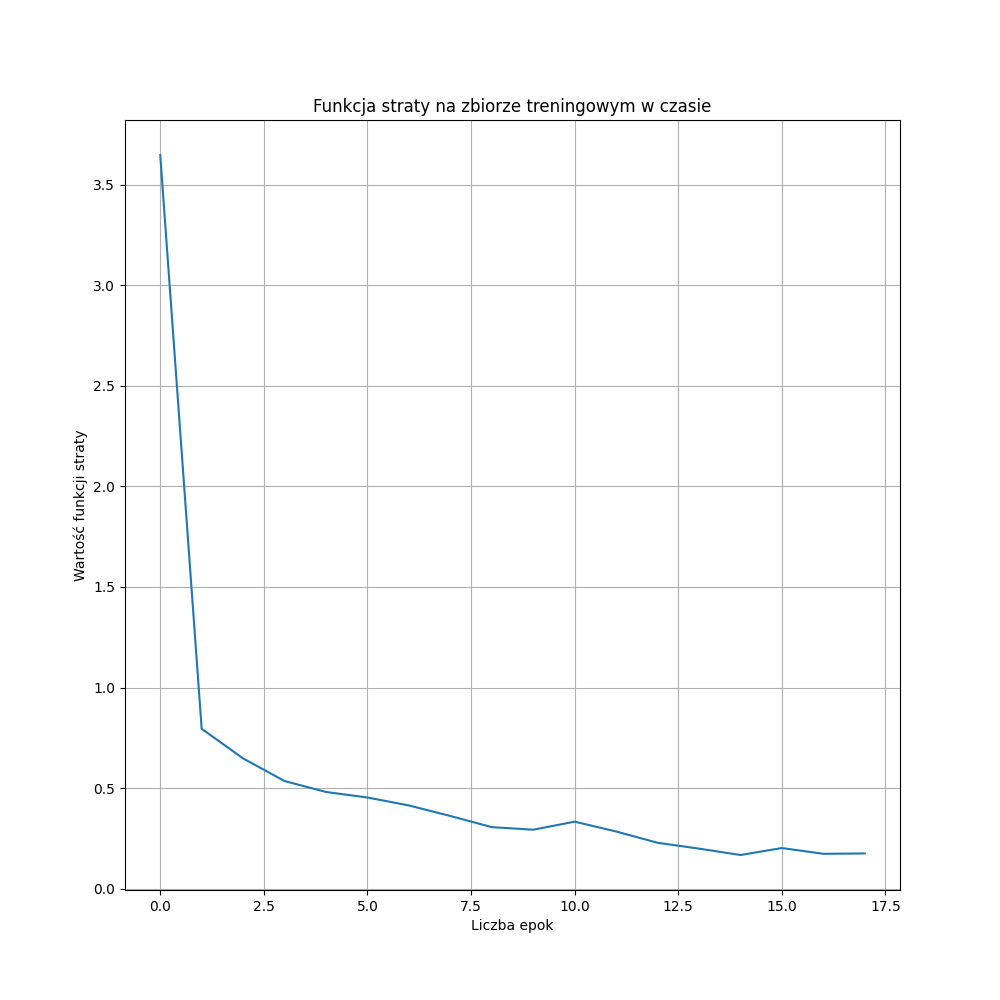 Funkcja straty na zbiorze treningowym w czasie
3.5
3.0
2.5
2.0
1.5
1.0
0.5
0.0
Wartość funkcji straty
0.0 2.5 5.0 7.5 10.0 12.5 15.0 17.5
Liczba epok